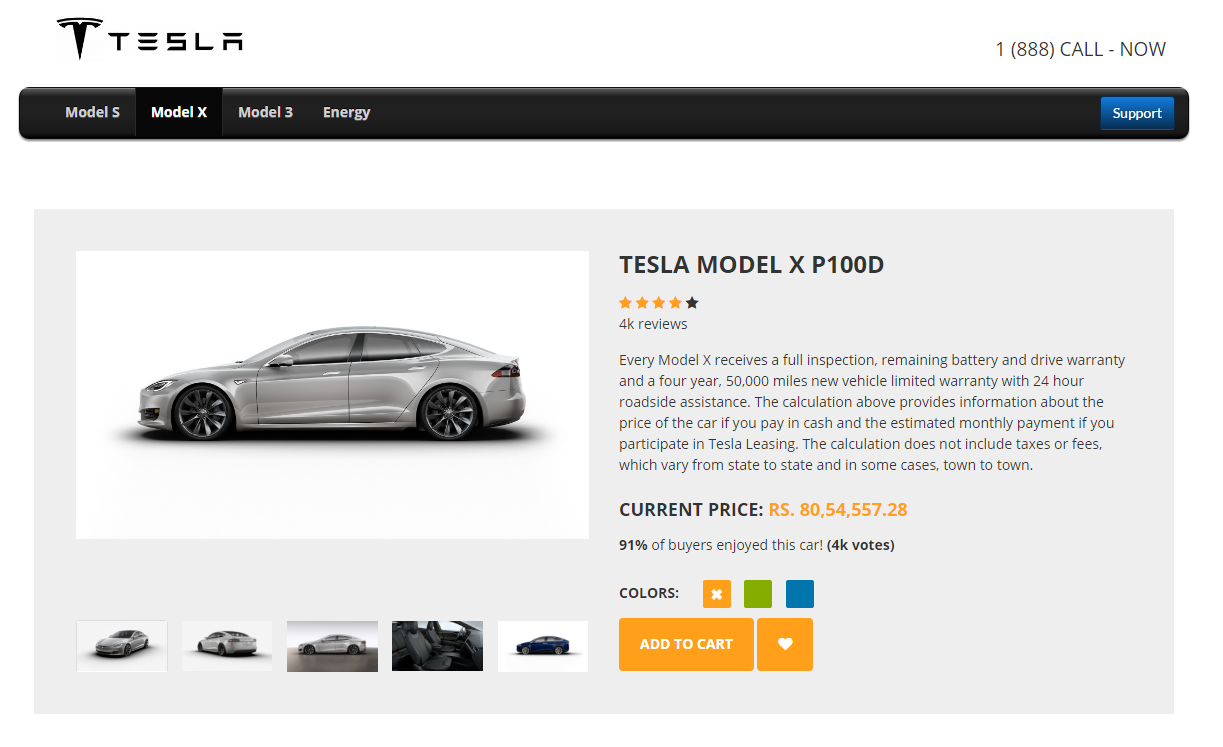 TESLA
1 (888) CALL - NOW
Model S
Model X
Model 3
Energy
Support
TESLA MODEL X P100D
4k reviews
Every Model X receives a full inspection, remaining battery and drive warranty
and a four year, 50,000 miles new vehicle limited warranty with 24 hour
roadside assistance. The calculation above provides information about the
price of the car if you pay in cash and the estimated monthly payment if you
participate in Tesla Leasing. The calculation does not include taxes or fees,
which vary from state to state and in some cases, town to town.
CURRENT PRICE: RS. 80,54,557.28
91% of buyers enjoyed this car! (4k votes)
COLORS:
ADD TO CART